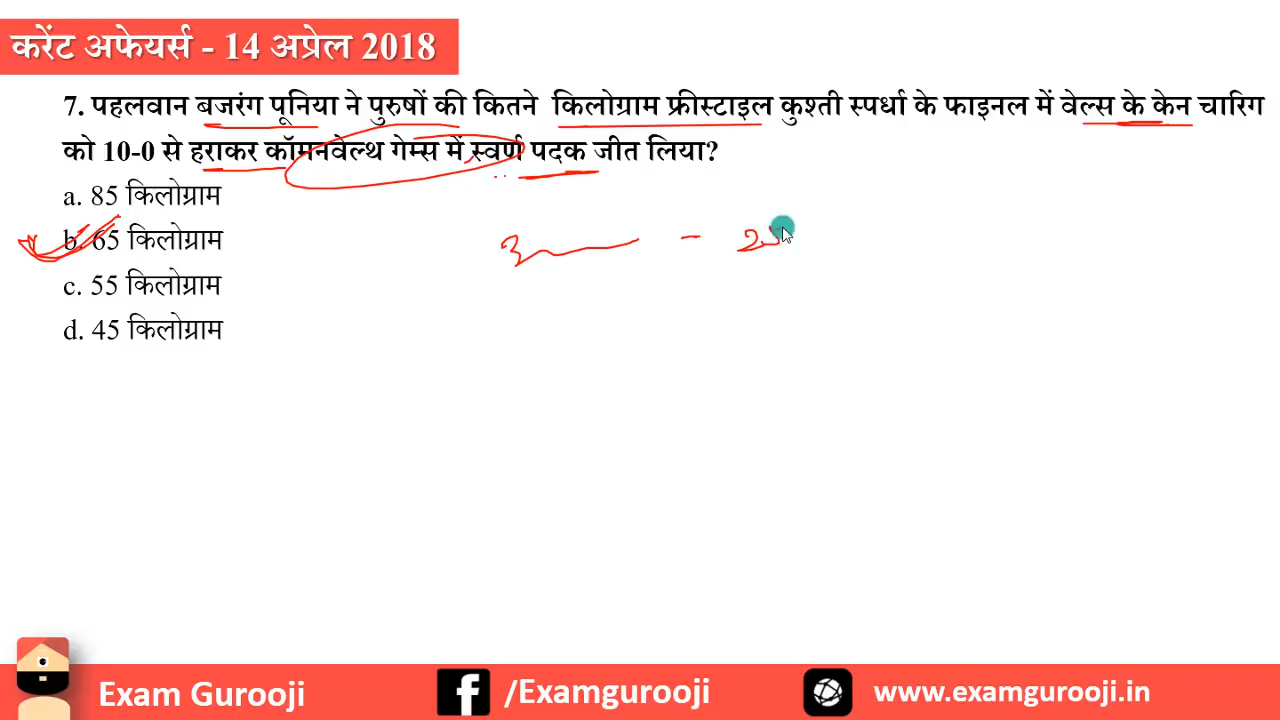 करेंट अफेयर्स - 14 अप्रेल 2018
7. पहलवान बजरंग पूनिया ने पुरुषों की कितने किलोग्राम फ्रीस्टाइल कुश्ती स्पर्धा के फाइनल में वेल्स के केन चारिग
को 10-0 से हराकर कॉमनवेल्थ गेम्स में स्वर्ण पदक जीत लिया?
a. 85 किलोग्राम
b. 65 किलोग्राम
c. 55 किलोग्राम
d. 45 किलोग्राम
Exam Gurooji
/Examgurooji
www.examgurooji.in